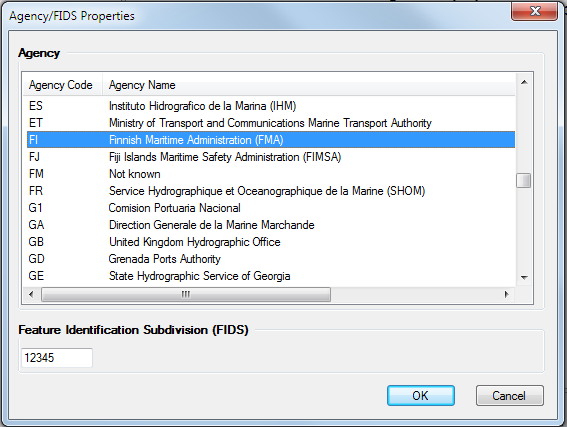 Agency/FIDS Properties
Agency
Agency Code Agency Name
ES Instituto Hidrografico de la Marina (IHM)
ET Ministry of Transport and Communications Marine Transport Authority
FI Finnish Maritime Administration (FMA)
FJ Fiji Islands Maritime Safety Administration (FIMSA)
FM Not known
FR Service Hydrographique et Oceanographique de la Marine (SHOM)
G1 Comision Portuaria Nacional
GA Direction Generale de la Marine Marchande
GB United Kingdom Hydrographic Office
GD Grenada Ports Authority
GE State Hydrographic Service of Georgia
Feature Identification Subdivision (FIDS)
12345
OK Cancel